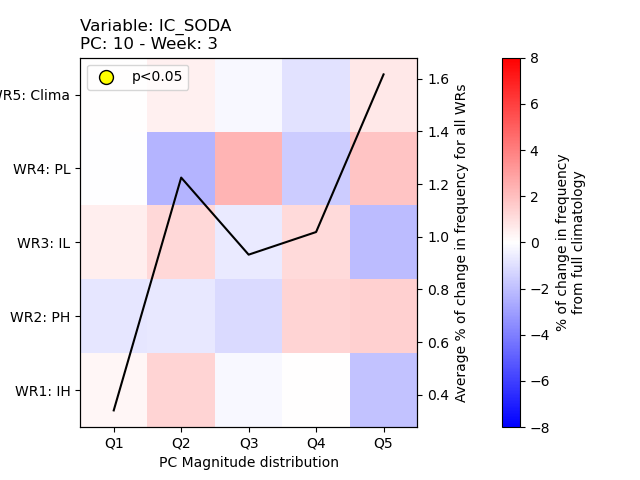 Variable: IC_SODA
PC: 10 - Week: 3
p<0.05
WR5: Clima
WR4: PL
WR3: IL
WR2: PH
WR1: IH
Q1 Q2 Q3 Q4 Q5
PC Magnitude distribution
1.6
1.4
1.2
1.0
0.8
0.6
0.4
Average % of change in frequency for all WRs
8
6
4
2
0
−2
−4
−6
−8
% of change in frequency
from full climatology